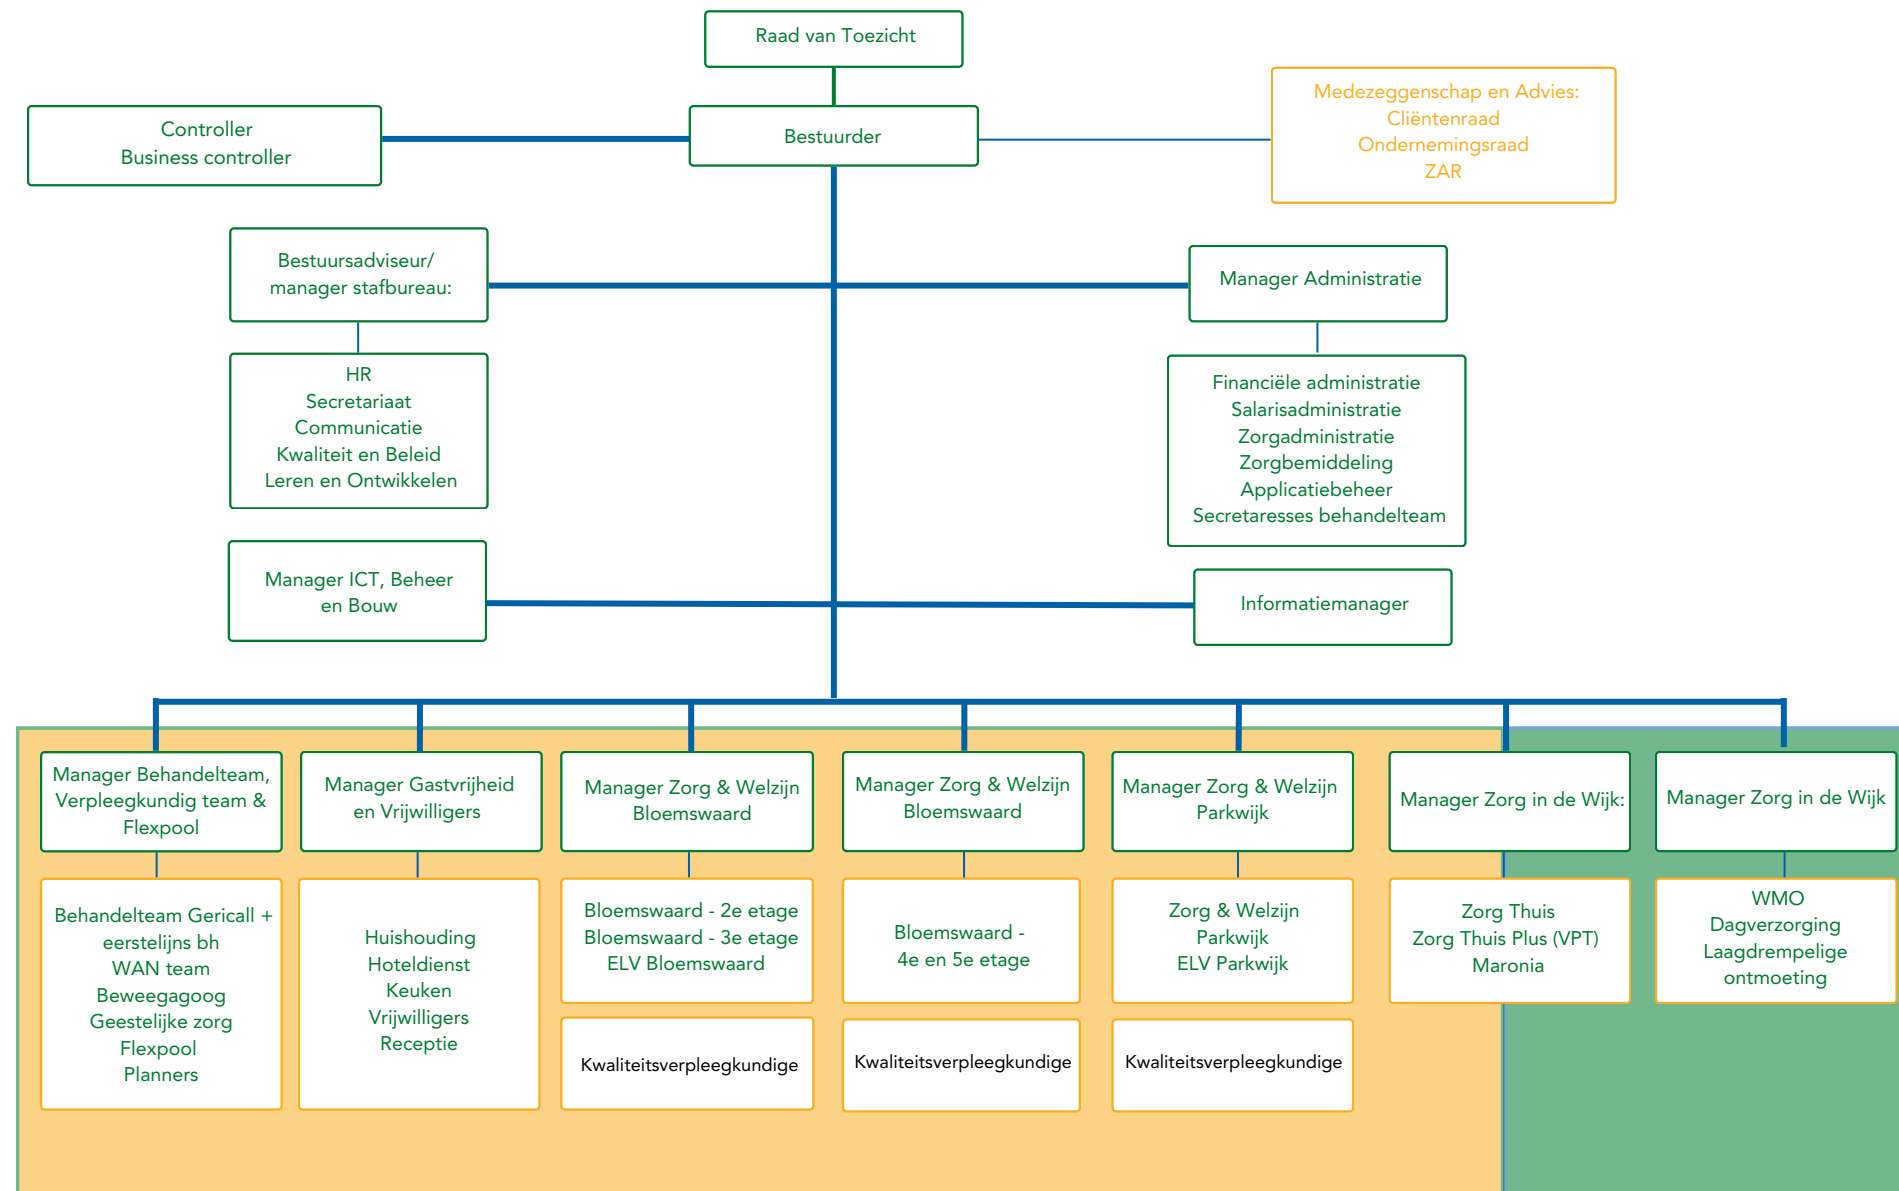 Raad van Toezicht
Controller
Business controller
Bestuurder
Medezeggenschap en Advies:
Cliëntenraad
Ondernemingsraad
ZAR
Bestuursadviseur/
manager stafbureau:
Manager Administratie
HR
Secretariaat
Communicatie
Kwaliteit en Beleid
Leren en Ontwikkelen
Financiële administratie
Salarisadministratie
Zorgadministratie
Zorgbemiddeling
Applicatiebeheer
Secretaresses behandelteam
Manager ICT, Beheer
en Bouw
Informatiemanager
Manager Behandelteam,
Verpleegkundig team &
Flexpool
Manager Gastvrijheid
en Vrijwilligers
Manager Zorg & Welzijn
Bloemswaard
Manager Zorg & Welzijn
Bloemswaard
Manager Zorg & Welzijn
Parkwijk
Manager Zorg in de Wijk:
Manager Zorg in de Wijk
Behandelteam Gericall +
eerstelijns bh
WAN team
Beweegagoog
Geestelijke zorg
Flexpool
Planners
Huishouding
Hoteldienst
Keuken
Vrijwilligers
Receptie
Bloemswaard - 2e etage
Bloemswaard - 3e etage
ELV Bloemswaard
Bloemswaard -
4e en 5e etage
Zorg & Welzijn
Parkwijk
ELV Parkwijk
Zorg Thuis
Zorg Thuis Plus (VPT)
Maronia
WMO
Dagverzorging
Laagdrempelige
ontmoeting
Kwaliteitsverpleegkundige
Kwaliteitsverpleegkundige
Kwaliteitsverpleegkundige